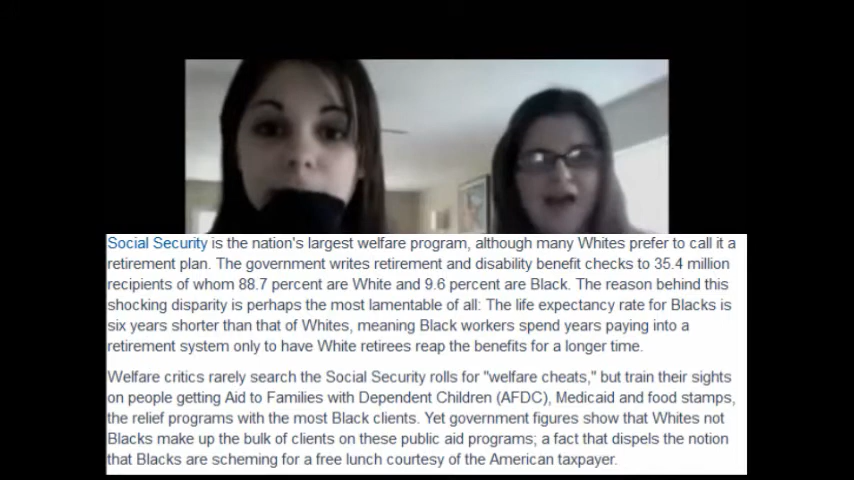 Social Security is the nation's largest welfare program, although many Whites prefer to call it a
retirement plan. The government writes retirement and disability benefit checks to 35.4 million
recipients of whom 88.7 percent are White and 9.6 percent are Black. The reason behind this
shocking disparity is perhaps the most lamentable of all: The life expectancy rate for Blacks is
six years shorter than that of Whites, meaning Black workers spend years paying into a
retirement system only to have White retirees reap the benefits for a longer time.
Welfare critics rarely search the Social Security rolls for "welfare cheats," but train their sights
on people getting Aid to Families with Dependent Children (AFDC), Medicaid and food stamps,
the relief programs with the most Black clients. Yet government figures show that Whites not
Blacks make up the bulk of clients on these public aid programs; a fact that dispels the notion
that Blacks are scheming for a free lunch courtesy of the American taxpayer.